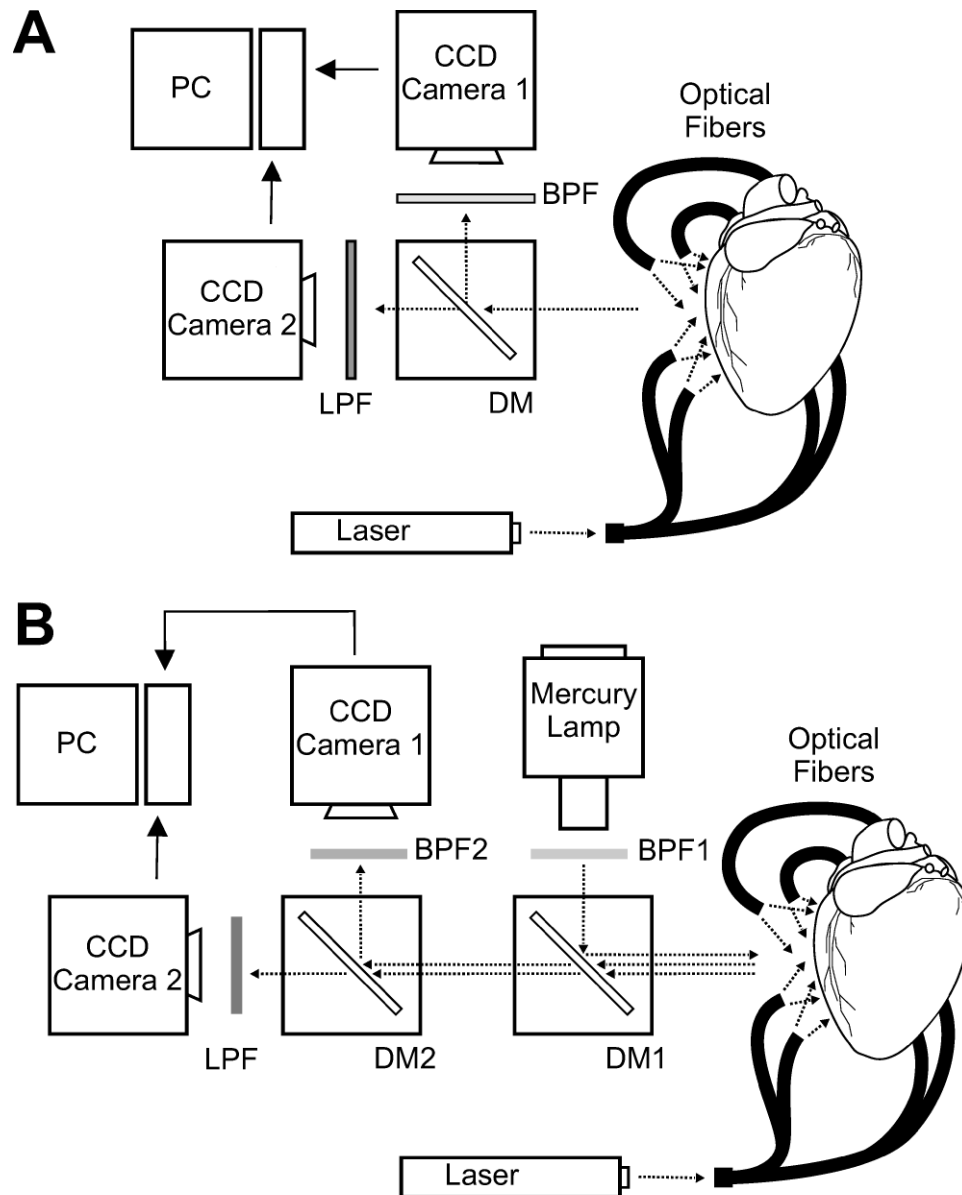 A
PC
CCD
Camera 1
Optical
Fibers
BPF
CCD
Camera 2
LPF
DM
Laser
B
PC
CCD
Camera 1
Mercury
Lamp
Optical
Fibers
BPF2
BPF1
CCD
Camera 2
LPF
DM2
DM1
Laser